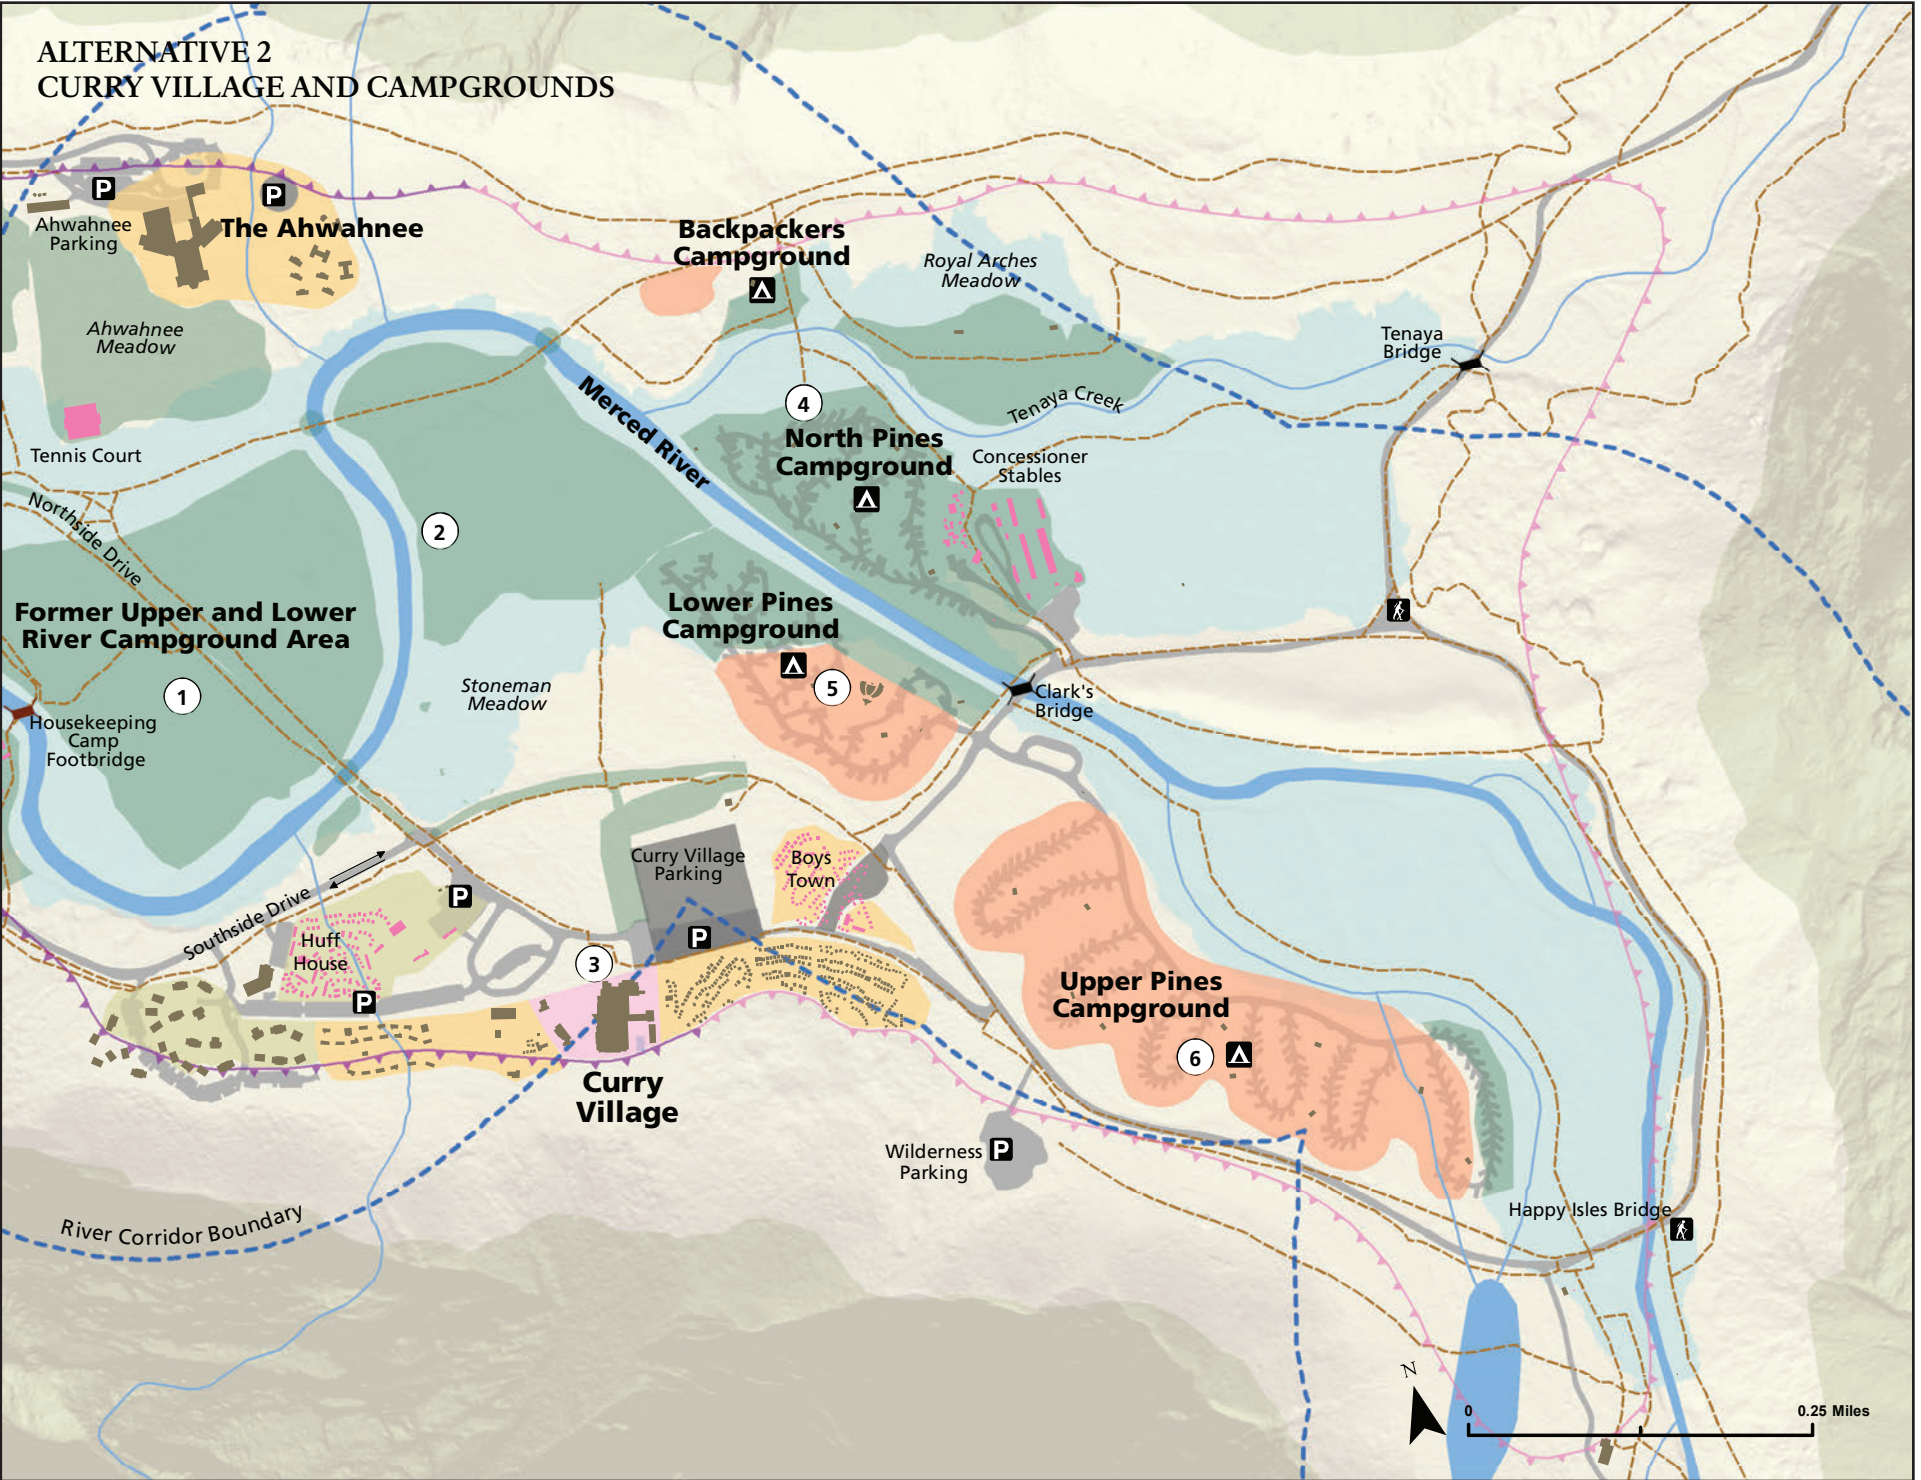 ALTERNATIVE 2
CURRY VILLAGE AND CAMPGROUNDS
P
P
Ahwahnee
Parking
The Ahwahnee
Backpackers
Campground
Royal Arches
Meadow
Ahwahnee
Meadow
Tenaya
Bridge
Merced River
Tenaya Creek
4
North Pines
Campground
Concessioner
Stables
Tennis Court
Northside Drive
2
Former Upper and Lower
River Campground Area
1
Lower Pines
Campground
5
Stoneman
Meadow
Clark's
Bridge
Housekeeping
Camp
Footbridge
Curry Village
Parking
Boys
Town
P
Southside Drive
Huff
House
P
3
P
Upper Pines
Campground
6
Curry
Village
Wilderness
Parking
P
River Corridor Boundary
Happy Isles Bridge
N
0
0.25 Miles